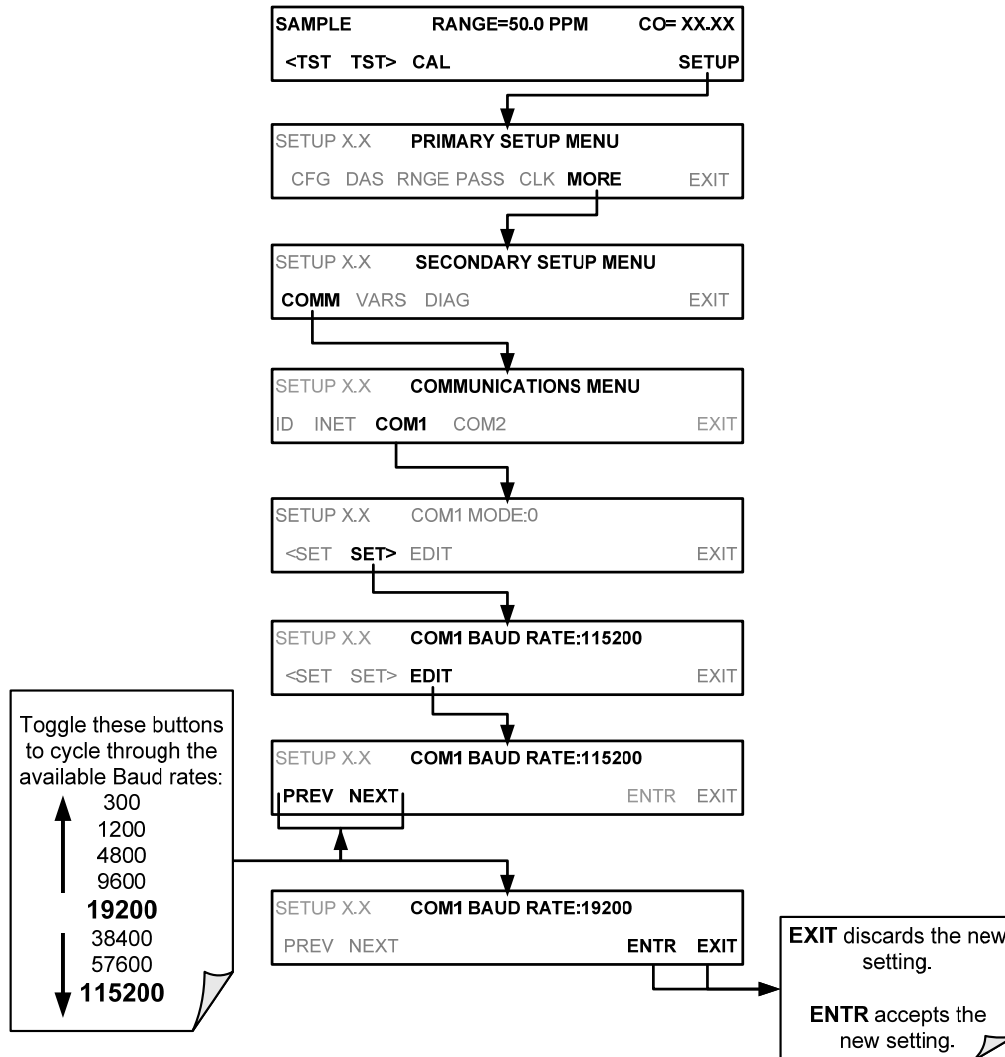 SAMPLE RANGE=50.0 PPM CO= XX.XX
<TST TST> CAL SETUP
SETUP X.X PRIMARY SETUP MENU
CFG DAS RNGE PASS CLK MORE EXIT
SETUP X.X SECONDARY SETUP MENU
COMM VARS DIAG EXIT
SETUP X.X COMMUNICATIONS MENU
ID INET COM1 COM2 EXIT
SETUP X.X COM1 MODE:0
<SET SET> EDIT EXIT
SETUP X.X COM1 BAUD RATE:115200
<SET SET> EDIT EXIT
SETUP X.X COM1 BAUD RATE:115200
PREV NEXT ENTR EXIT
Toggle these buttons
to cycle through the
available Baud rates:
300
1200
4800
9600
19200
38400
57600
115200
SETUP X.X COM1 BAUD RATE:19200
PREV NEXT ENTR EXIT
EXIT discards the new
setting.
ENTR accepts the
new setting.